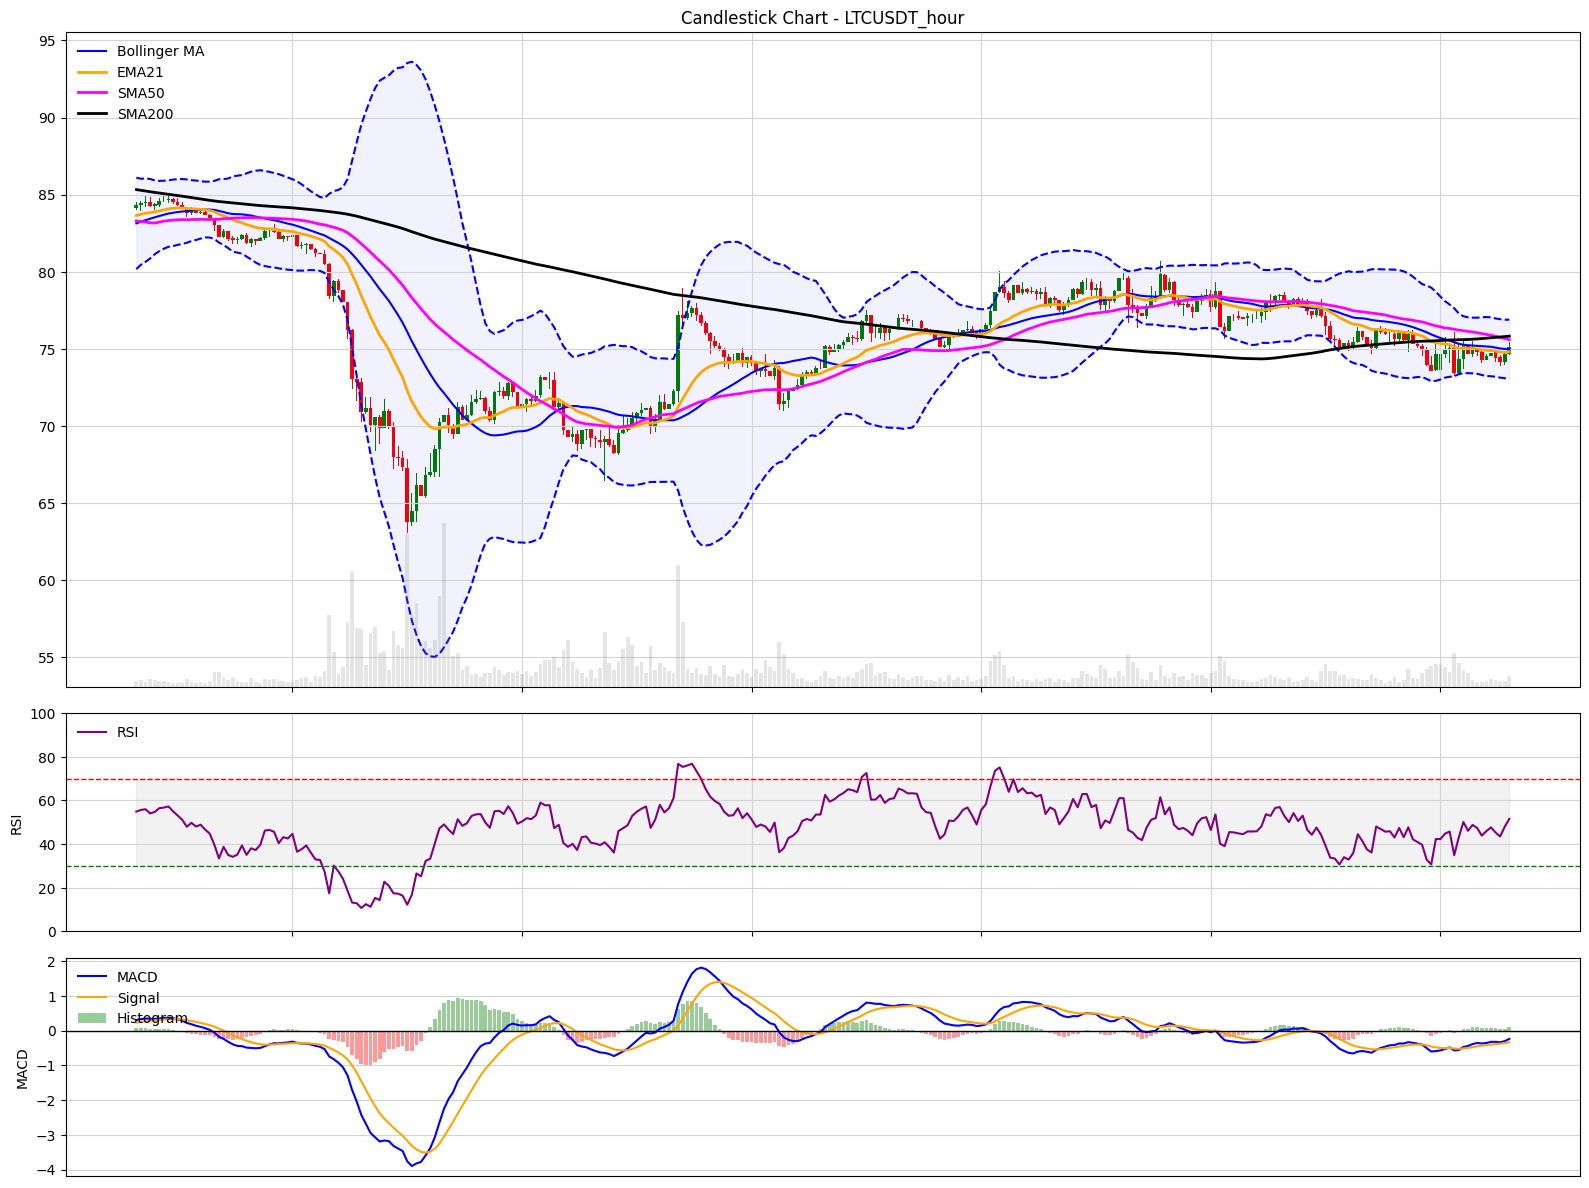 Candlestick Chart - LTCUSDT_hour
Bollinger MA
EMA21
SMA50
SMA200
95
90
85
80
75
70
65
60
55
RSI
100
80
60
40
20
0
RSI
MACD
Signal
Histogram
2
1
0
−1
−2
−3
−4
MACD